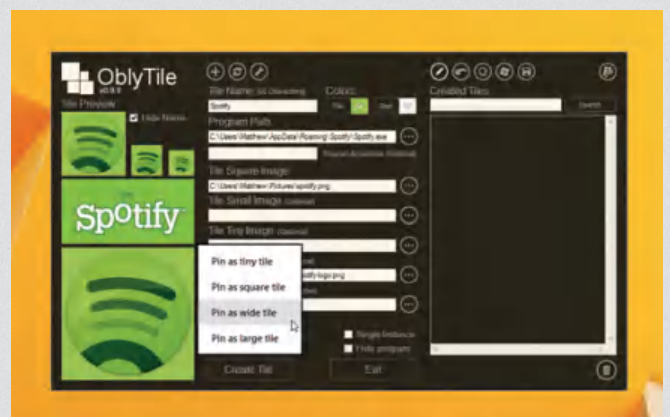 OblyTile
v0.9.9
Tile Preview
Hide Name
Spotify
Tile Name:
Colors:
Spotify
Program Path:
C:\Users\Matthew\AppData\Roaming\Spotify\Spotify.exe
Tile Square Image:
C:\Users\Matthew\Pictures\spotify.png
Tile Small Image
Tile Tiny Image
Pin as tiny tile
Pin as square tile
Pin as wide tile
Pin as large tile
Single Instance
Hide program
Create Tile
Exit
Created Tiles:
Search